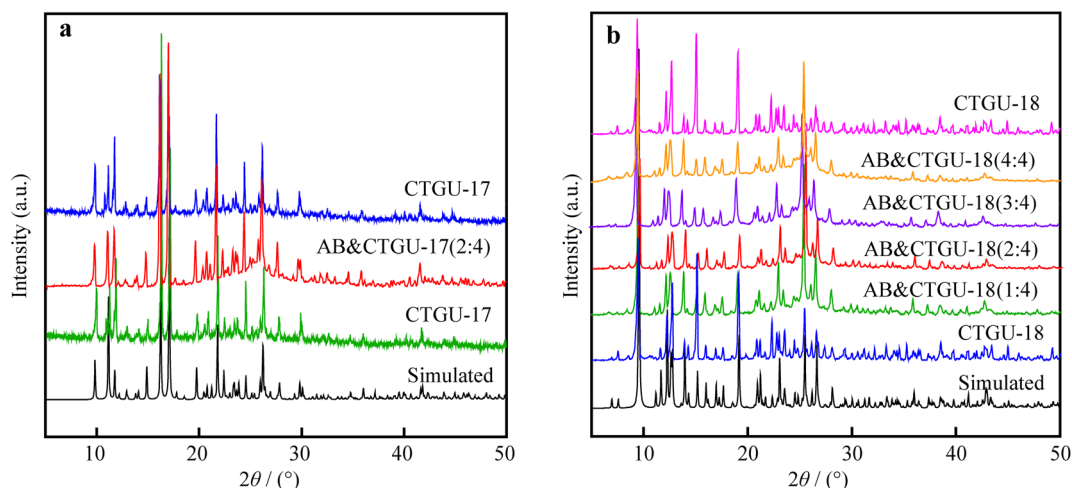 a
CTGU-17
AB&CTGU-17(2:4)
CTGU-17
Simulated
Intensity (a.u.)
10 20 30 40 50
2θ / (°)
b
CTGU-18
AB&CTGU-18(4:4)
AB&CTGU-18(3:4)
AB&CTGU-18(2:4)
AB&CTGU-18(1:4)
CTGU-18
Simulated
Intensity (a.u.)
10 20 30 40 50
2θ / (°)